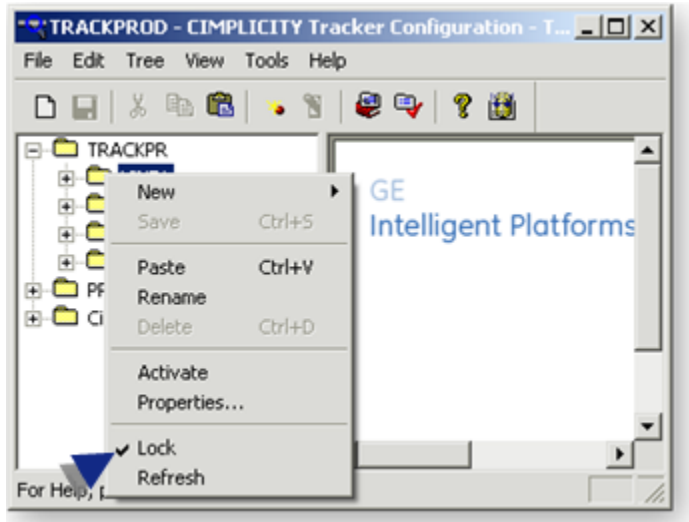 TRACKPROD - CIMPLICITY Tracker Configuration - T...
File Edit Tree View Tools Help
TRACKPR
New
Save Ctrl+S
Paste Ctrl+V
Rename
Delete Ctrl+D
Activate
Properties...
Lock
Refresh
GE
Intelligent Platforms
For Help,